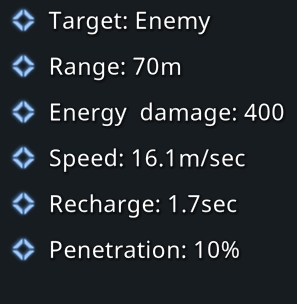 Target: Enemy
Range: 70m
Energy  damage: 400
Speed: 16.1m/sec
Recharge: 1.7sec
Penetration: 10%